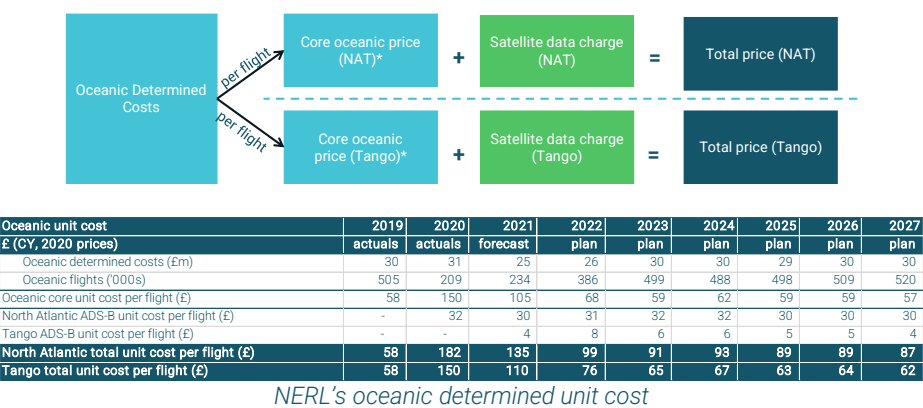 Oceanic Determined
Costs
per flight
per flight
Core oceanic price
(NAT)*
+
Satellite data charge
(NAT)
=
Total price (NAT)
Core oceanic
price (Tango)*
+
Satellite data charge
(Tango)
=
Total price (Tango)
Oceanic unit cost 2019 2020 2021 2022 2023 2024 2025 2026 2027
£ (CY, 2020 prices) actuals actuals forecast plan plan plan plan plan plan
Oceanic determined costs (£m) 30 31 25 26 30 30 29 30 30
Oceanic flights ('000s) 505 209 234 386 499 488 498 509 520
Oceanic core unit cost per flight (£) 58 150 105 68 59 62 59 59 57
North Atlantic ADS-B unit cost per flight (£) - 32 30 31 32 32 30 30 30
Tango ADS-B unit cost per flight (£) - - 4 8 6 6 5 5 4
North Atlantic total unit cost per flight (£) 58 182 135 99 91 93 89 89 87
Tango total unit cost per flight (£) 58 150 110 76 65 67 63 64 62
NERL's oceanic determined unit cost